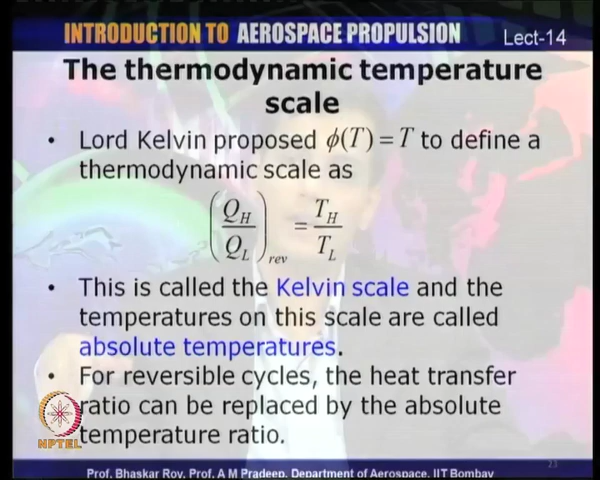 INTRODUCTION TO AEROSPACE PROPULSION Lect-14
The thermodynamic temperature
scale
• Lord Kelvin proposed ϕ(T) = T to define a
thermodynamic scale as
(Q_H / Q_L)_rev = T_H / T_L
• This is called the Kelvin scale and the
temperatures on this scale are called
absolute temperatures.
• For reversible cycles, the heat transfer
ratio can be replaced by the absolute
temperature ratio.
NPTEL
23
Prof. Bhaskar Roy, Prof. A M Pradeep, Department of Aerospace, IIT Bombay